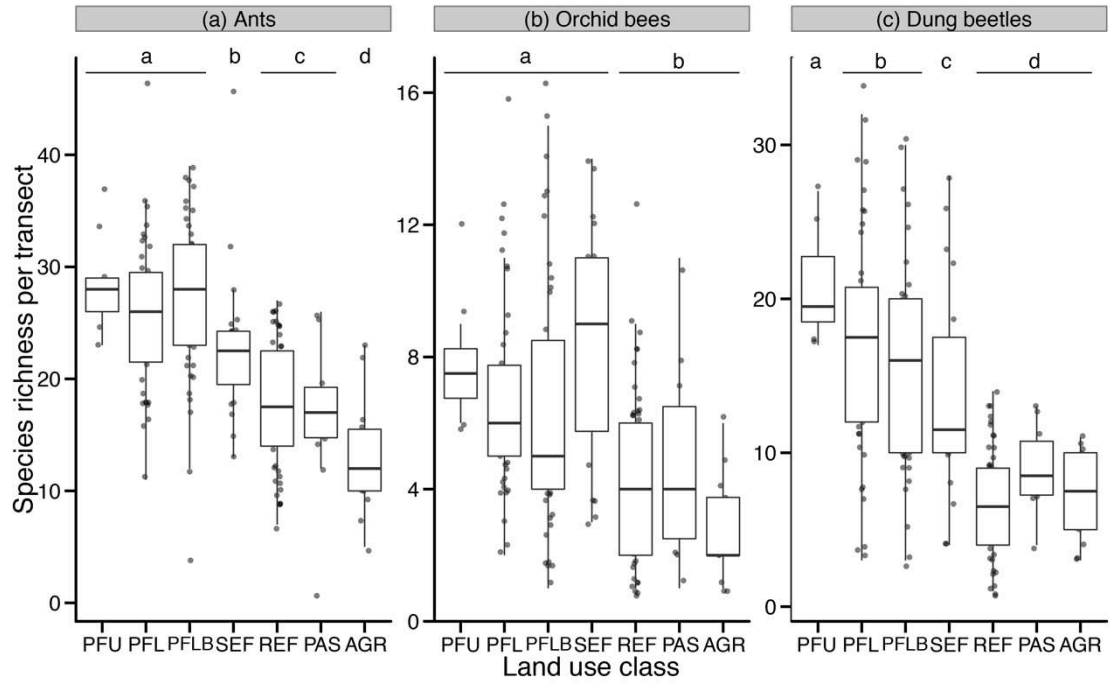 (a) Ants
(b) Orchid bees
(c) Dung beetles
a b c d
a b
a b c d
Species richness per transect
40
30
20
10
0
16
12
8
4
0
30
20
10
0
PFU PFL PFLB SEF REF PAS AGR
PFU PFL PFLB SEF REF PAS AGR
PFU PFL PFLB SEF REF PAS AGR
Land use class